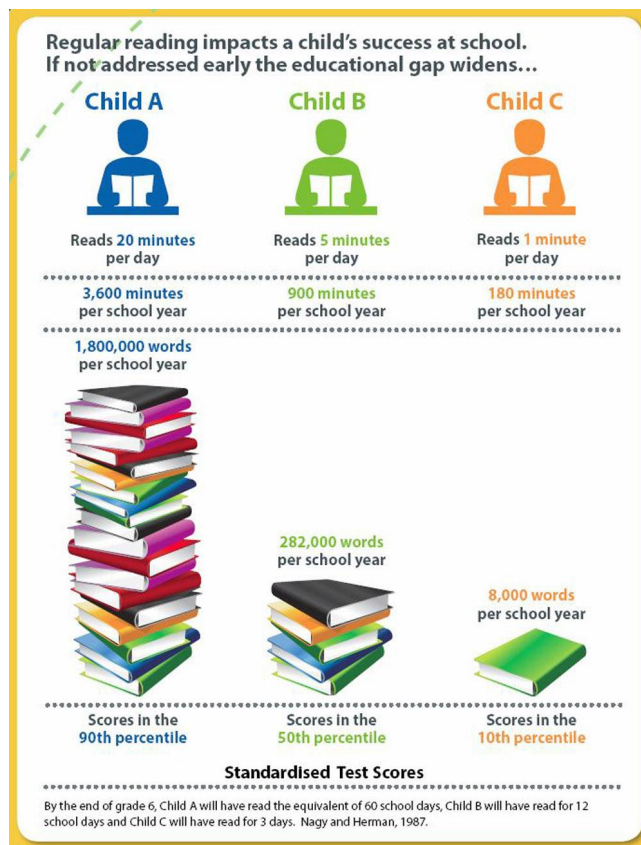 Regular reading impacts a child's success at school.
If not addressed early the educational gap widens...
Child A
Child B
Child C
Reads 20 minutes
per day
Reads 5 minutes
per day
Reads 1 minute
per day
3,600 minutes
per school year
900 minutes
per school year
180 minutes
per school year
1,800,000 words
per school year
282,000 words
per school year
8,000 words
per school year
Scores in the
90th percentile
Scores in the
50th percentile
Scores in the
10th percentile
Standardised Test Scores
By the end of grade 6, Child A will have read the equivalent of 60 school days, Child B will have read for 12
school days and Child C will have read for 3 days. Nagy and Herman, 1987.